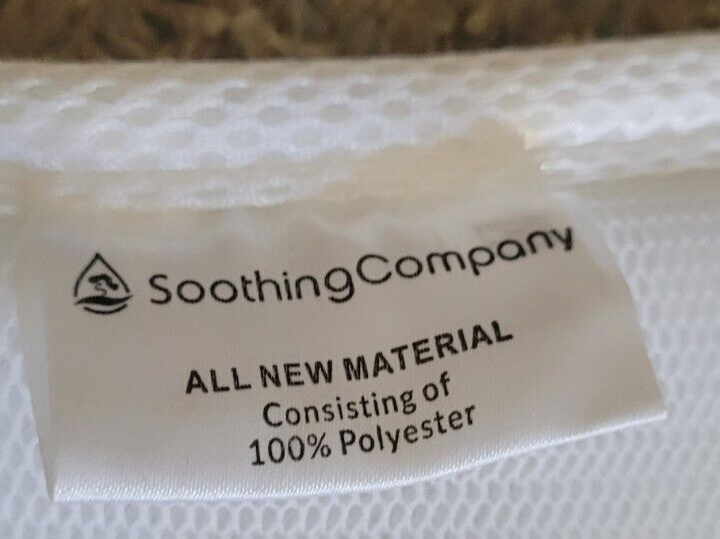 SoothingCompany
ALL NEW MATERIAL
Consisting of
100% Polyester